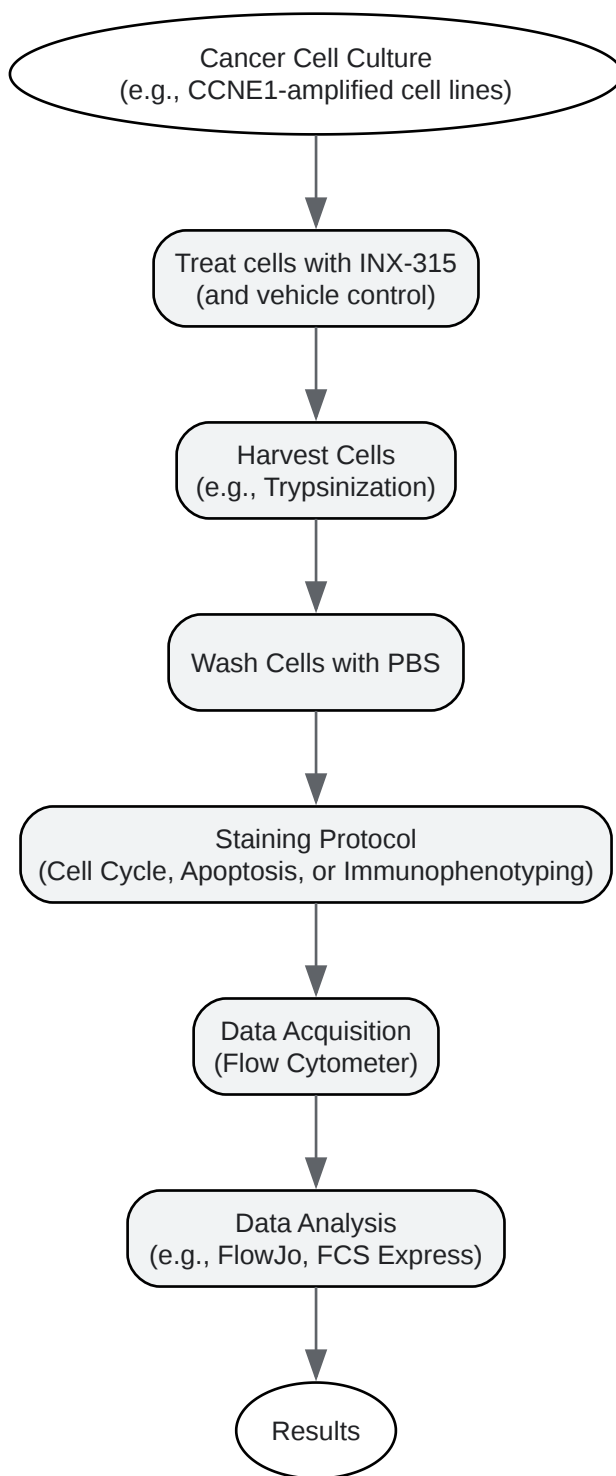 Cancer Cell Culture
(e.g., CCNE1-amplified cell lines)
Treat cells with INX-315
(and vehicle control)
Harvest Cells
(e.g., Trypsinization)
Wash Cells with PBS
Staining Protocol
(Cell Cycle, Apoptosis, or Immunophenotyping)
Data Acquisition
(Flow Cytometer)
Data Analysis
(e.g., FlowJo, FCS Express)
Results